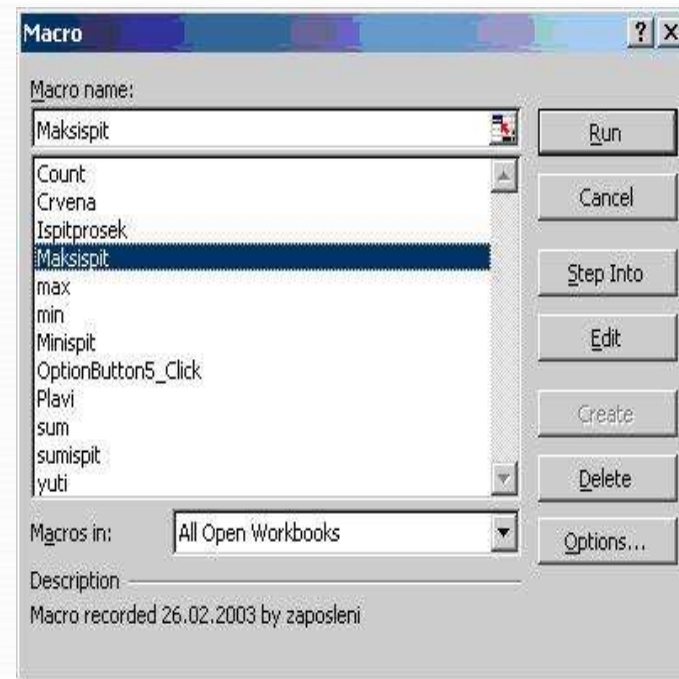 Macro
Macro name:
Maksispit
Run
Count
Crvena
Ispitprosek
Maksispit
max
min
Minispit
OptionButton5_Click
Plavi
sum
sumispit
yuti
Cancel
Step Into
Edit
Create
Delete
Macros in:
All Open Workbooks
Options...
Description
Macro recorded 26.02.2003 by zaposleni